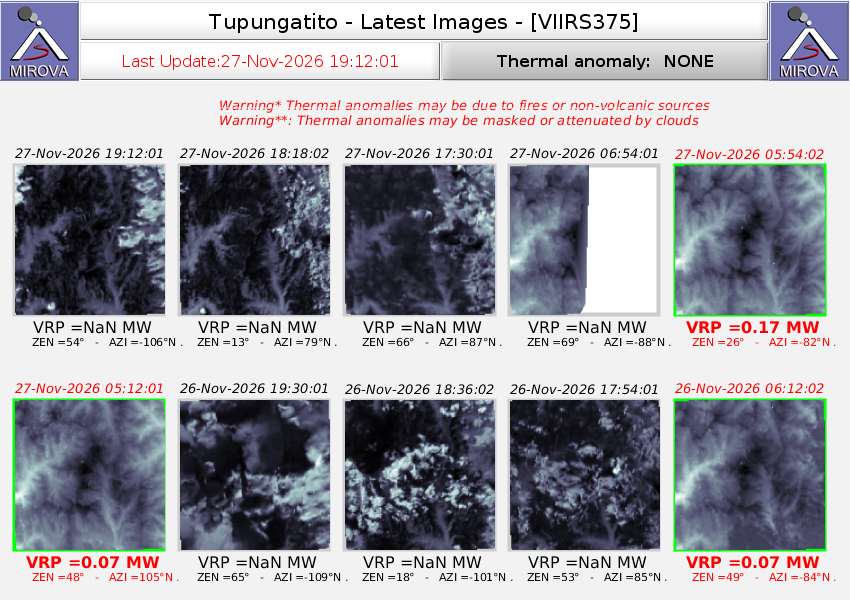 Tupungatito - Latest Images - [VIIRS375]
MIROVA
Last Update:27-Nov-2026 19:12:01
Thermal anomaly: NONE
MIROVA
Warning* Thermal anomalies may be due to fires or non-volcanic sources
Warning**: Thermal anomalies may be masked or attenuated by clouds
27-Nov-2026 19:12:01 27-Nov-2026 18:18:02 27-Nov-2026 17:30:01 27-Nov-2026 06:54:01 27-Nov-2026 05:54:02
VRP =NaN MW VRP =NaN MW VRP =NaN MW VRP =NaN MW VRP =0.17 MW
ZEN =54° - AZI =-106°N . ZEN =13° - AZI =79°N . ZEN =66° - AZI =87°N . ZEN =69° - AZI =-88°N . ZEN =26° - AZI =-82°N .
27-Nov-2026 05:12:01 26-Nov-2026 19:30:01 26-Nov-2026 18:36:02 26-Nov-2026 17:54:01 26-Nov-2026 06:12:02
VRP =0.07 MW VRP =NaN MW VRP =NaN MW VRP =NaN MW VRP =0.07 MW
ZEN =48° - AZI =105°N . ZEN =65° - AZI =-109°N . ZEN =18° - AZI =-101°N . ZEN =53° - AZI =85°N . ZEN =49° - AZI =-84°N .